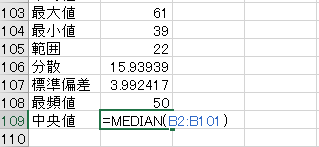 103 最大値 61
104 最小値 39
105 範囲 22
106 分散 15.93939
107 標準偏差 3.992417
108 最頻値 50
109 中央値 =MEDIAN(B2:B101)
110